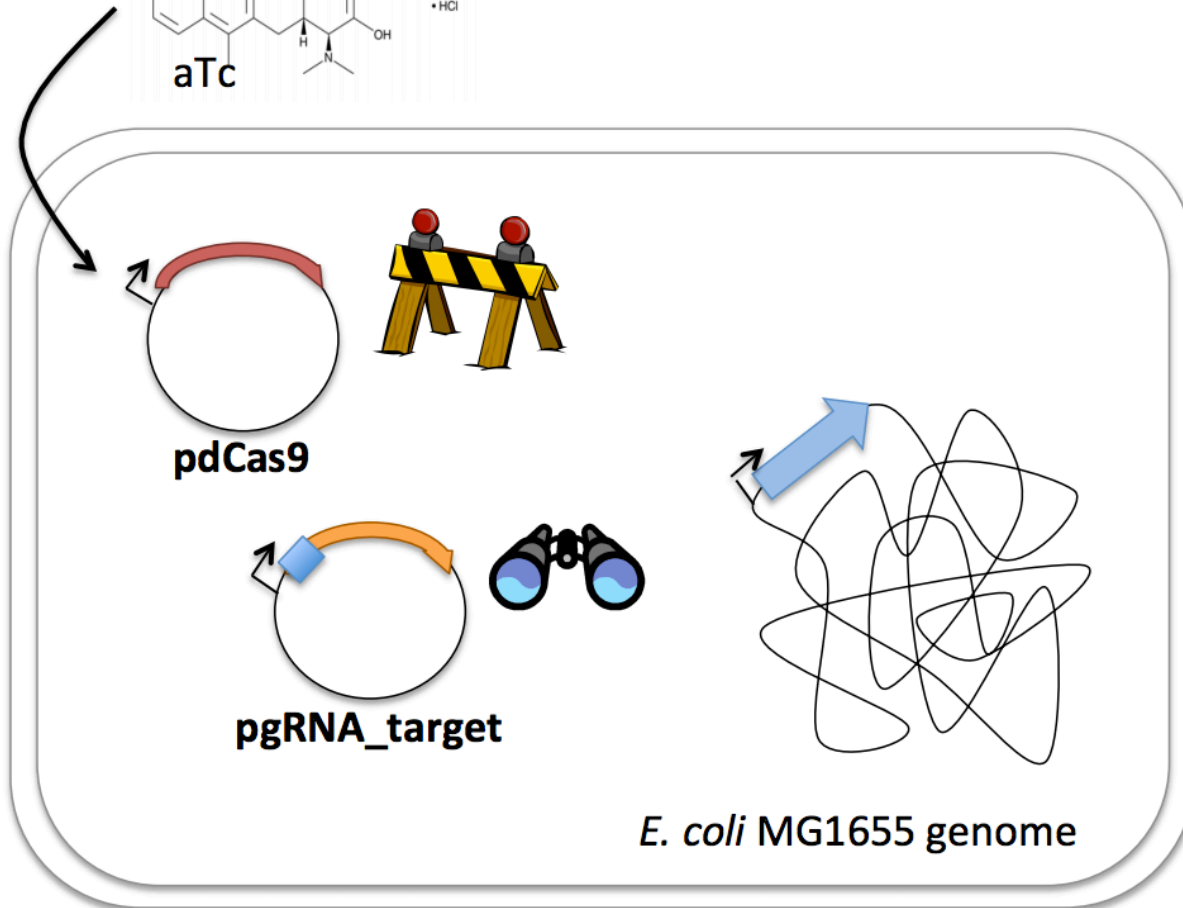 • HCl
OH
H
N
aTc
pdCas9
pgRNA_target
E. coli MG1655 genome